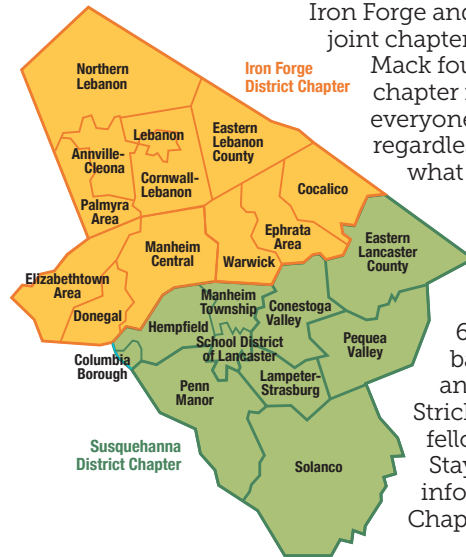 Iron Forge and
joint chapter
Mack fou
chapter
everyone
regardles
what
Northern
Lebanon
Iron Forge
District Chapter
Lebanon
Eastern
Lebanon
County
Annville-
Cleona
Cornwall-
Lebanon
Palmyra
Area
Cocalico
Ephrata
Area
Manheim
Central
Warwick
Eastern
Lancaster
County
Elizabethtown
Area
Donegal
Manheim
Township
Conestoga
Valley
Hempfield
School District
of Lancaster
Pequea
Valley
Columbia
Borough
Lampeter-
Strasburg
Penn
Manor
Susquehanna
District Chapter
Solanco
6
ba
an
Strick
fello
Stay
info
Chap